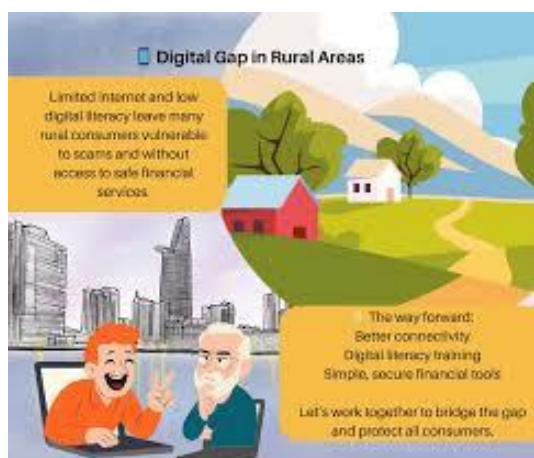 📱 Digital Gap in Rural Areas
Limited internet and low
digital literacy leave many
rural consumers vulnerable
to scams and without
access to safe financial
services.
The way forward:
Better connectivity
Digital literacy training
Simple, secure financial tools
Let's work together to bridge the gap
and protect all consumers.